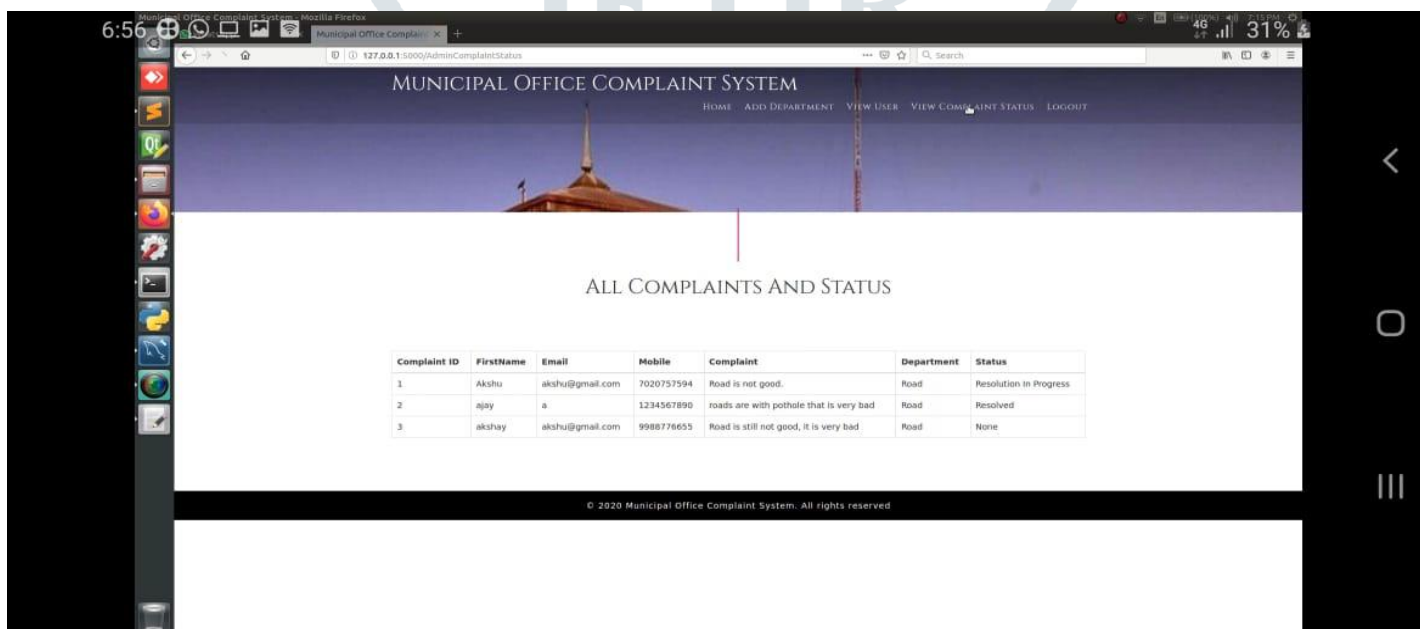 Municipal Office Complaint System - Mozilla Firefox
6:56
4G
31%
(100%)
7:15 PM
Municipal Office Complain
127.0.0.1:5000/AdminComplaintStatus
Search
MUNICIPAL OFFICE COMPLAINT SYSTEM
HOME ADD DEPARTMENT VIEW USER VIEW COMPLAINT STATUS LOGOUT
ALL COMPLAINTS AND STATUS
Complaint ID FirstName Email Mobile Complaint Department Status
1 Akshu akshu@gmail.com 7020757594 Road is not good. Road Resolution In Progress
2 ajay a 1234567890 roads are with pothole that is very bad Road Resolved
3 akshay akshu@gmail.com 9988776655 Road is still not good, it is very bad Road None
© 2020 Municipal Office Complaint System. All rights reserved